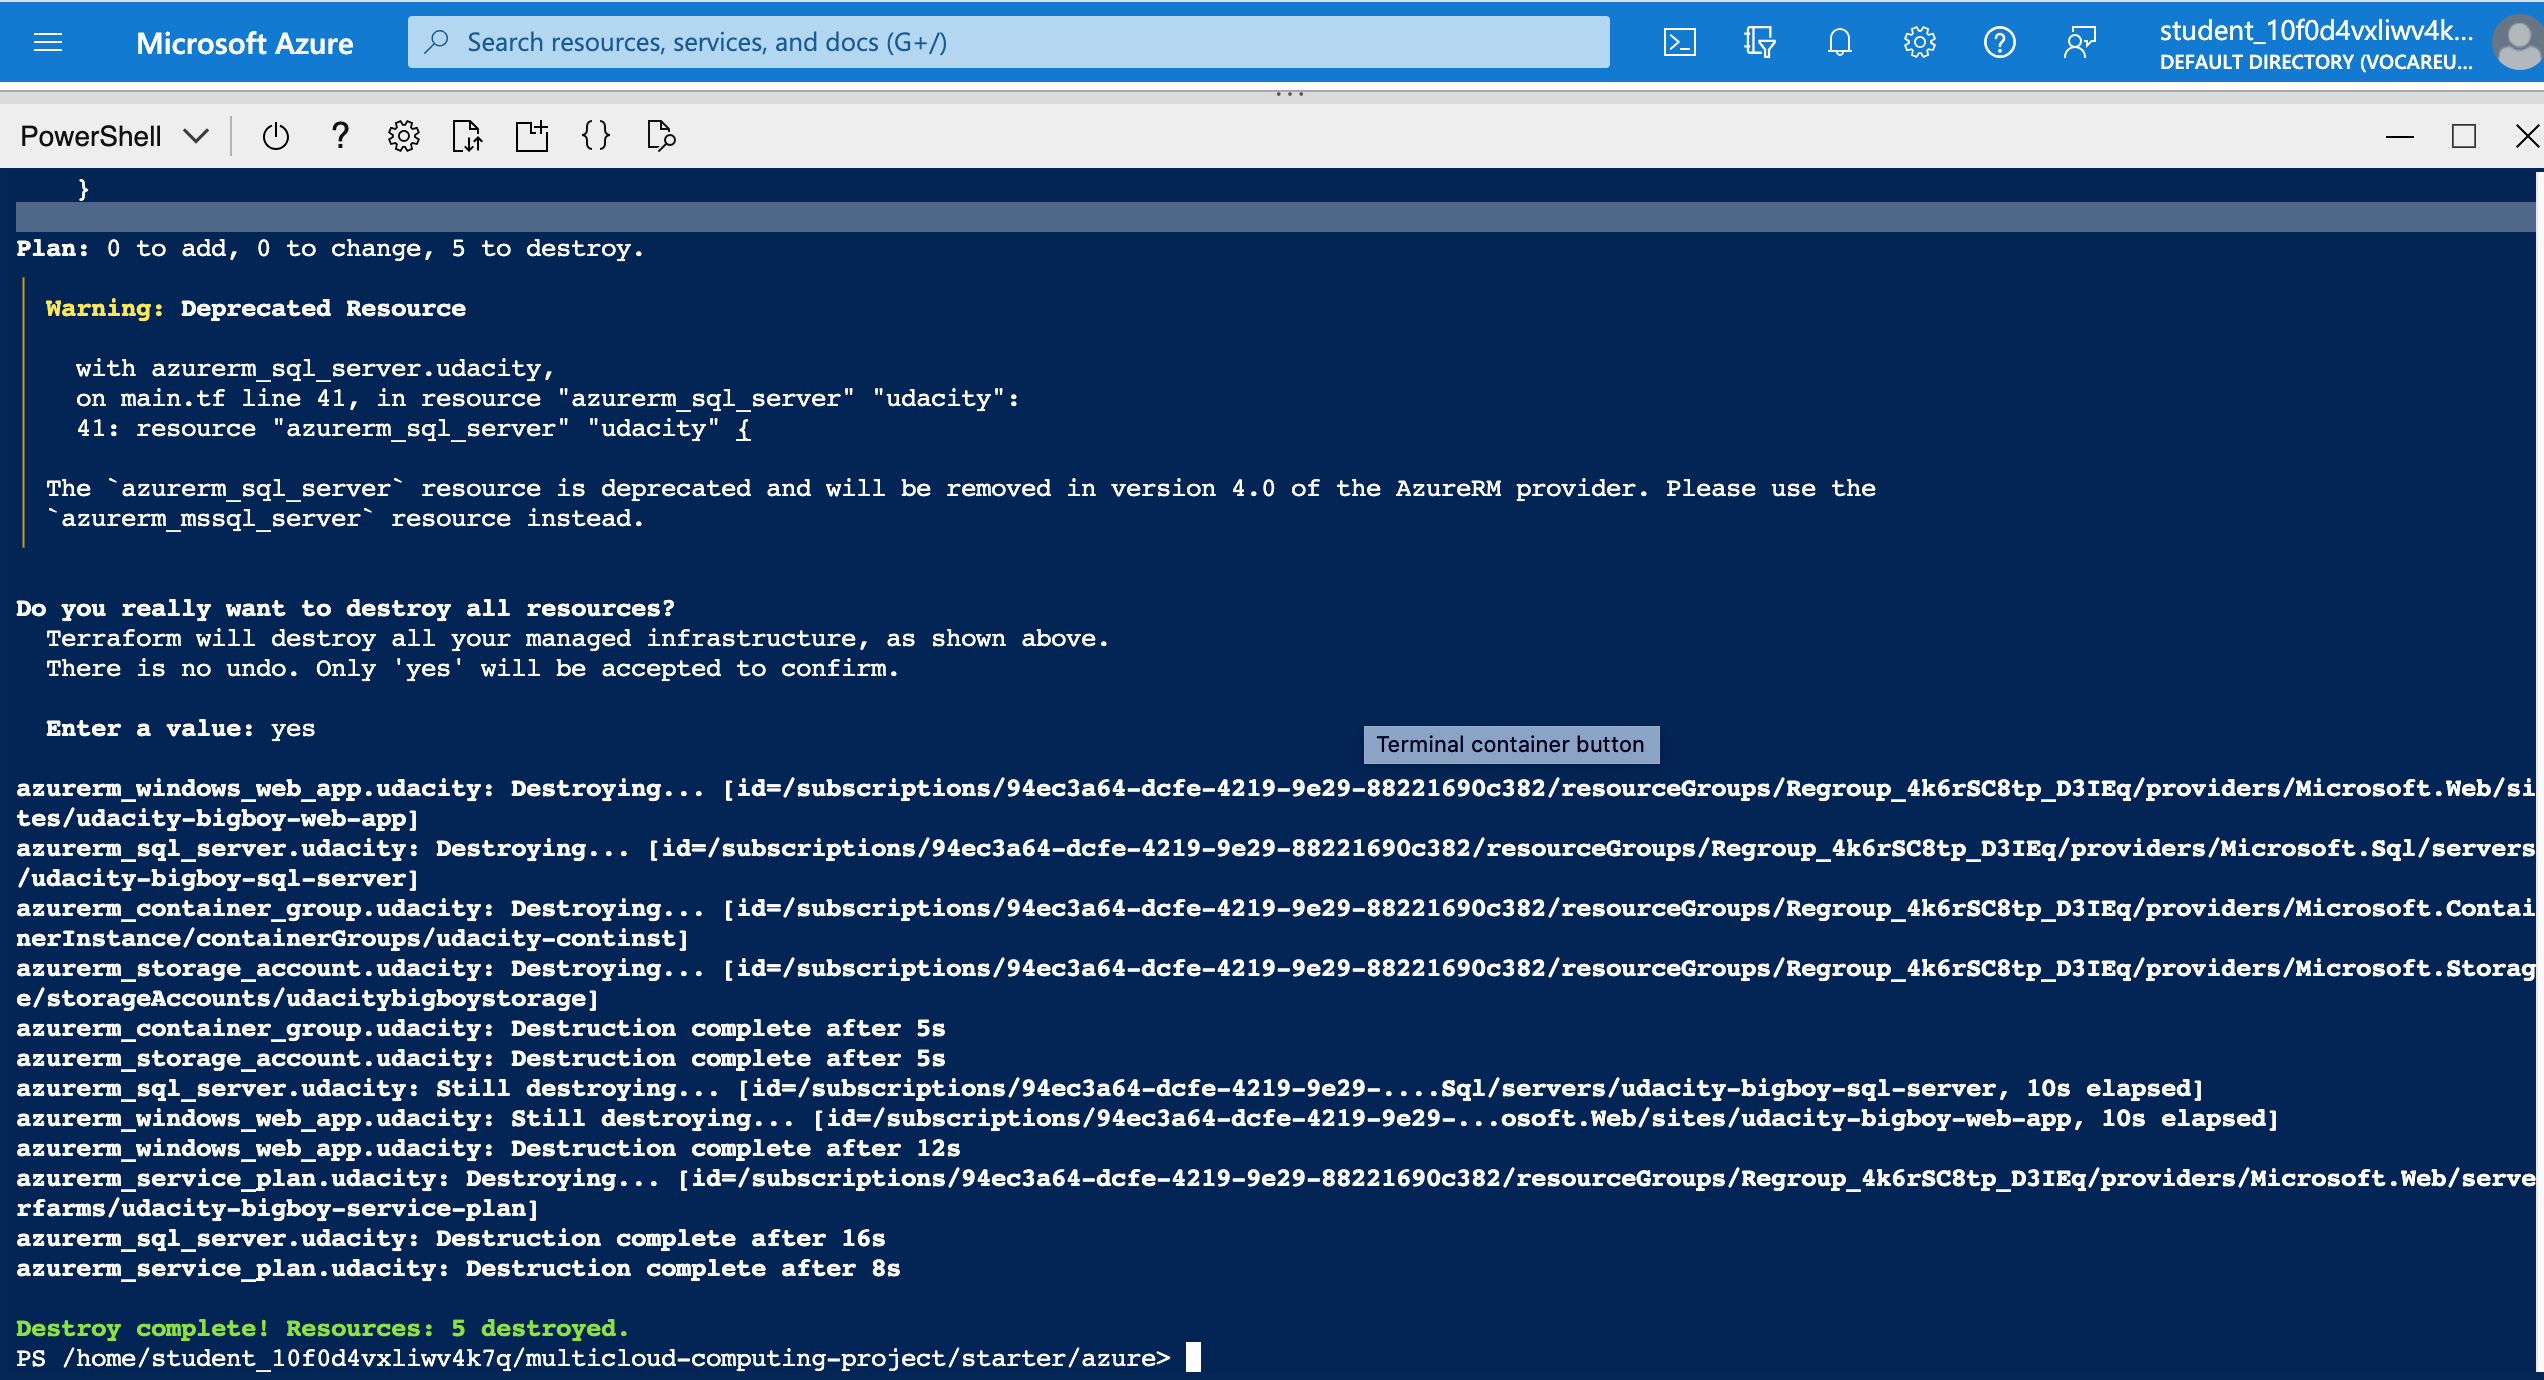 Microsoft Azure
Search resources, services, and docs (G+/)
student_10f0d4vxliwv4k...
DEFAULT DIRECTORY (VOCAREU...
PowerShell
}
Plan: 0 to add, 0 to change, 5 to destroy.
Warning: Deprecated Resource
with azurerm_sql_server.udacity,
on main.tf line 41, in resource "azurerm_sql_server" "udacity":
41: resource "azurerm_sql_server" "udacity" {
The `azurerm_sql_server` resource is deprecated and will be removed in version 4.0 of the AzureRM provider. Please use the
`azurerm_mssql_server` resource instead.
Do you really want to destroy all resources?
Terraform will destroy all your managed infrastructure, as shown above.
There is no undo. Only 'yes' will be accepted to confirm.
Enter a value: yes
Terminal container button
azurerm_windows_web_app.udacity: Destroying... [id=/subscriptions/94ec3a64-dcfe-4219-9e29-88221690c382/resourceGroups/Regroup_4k6rSC8tp_D3IEq/providers/Microsoft.Web/si
tes/udacity-bigboy-web-app]
azurerm_sql_server.udacity: Destroying... [id=/subscriptions/94ec3a64-dcfe-4219-9e29-88221690c382/resourceGroups/Regroup_4k6rSC8tp_D3IEq/providers/Microsoft.Sql/servers
/udacity-bigboy-sql-server]
azurerm_container_group.udacity: Destroying... [id=/subscriptions/94ec3a64-dcfe-4219-9e29-88221690c382/resourceGroups/Regroup_4k6rSC8tp_D3IEq/providers/Microsoft.Contai
nerInstance/containerGroups/udacity-continst]
azurerm_storage_account.udacity: Destroying... [id=/subscriptions/94ec3a64-dcfe-4219-9e29-88221690c382/resourceGroups/Regroup_4k6rSC8tp_D3IEq/providers/Microsoft.Storag
e/storageAccounts/udacitybigboystorage]
azurerm_container_group.udacity: Destruction complete after 5s
azurerm_storage_account.udacity: Destruction complete after 5s
azurerm_sql_server.udacity: Still destroying... [id=/subscriptions/94ec3a64-dcfe-4219-9e29-....Sql/servers/udacity-bigboy-sql-server, 10s elapsed]
azurerm_windows_web_app.udacity: Still destroying... [id=/subscriptions/94ec3a64-dcfe-4219-9e29-...osoft.Web/sites/udacity-bigboy-web-app, 10s elapsed]
azurerm_windows_web_app.udacity: Destruction complete after 12s
azurerm_service_plan.udacity: Destroying... [id=/subscriptions/94ec3a64-dcfe-4219-9e29-88221690c382/resourceGroups/Regroup_4k6rSC8tp_D3IEq/providers/Microsoft.Web/serve
rfarms/udacity-bigboy-service-plan]
azurerm_sql_server.udacity: Destruction complete after 16s
azurerm_service_plan.udacity: Destruction complete after 8s
Destroy complete! Resources: 5 destroyed.
PS /home/student_10f0d4vxliwv4k7q/multicloud-computing-project/starter/azure>